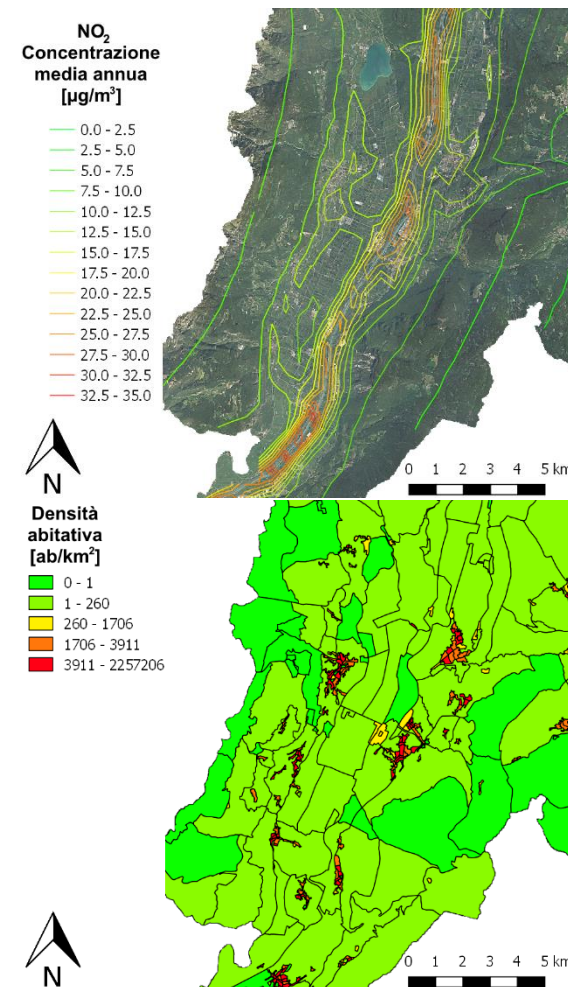 NO₂
Concentrazione
media annua
[µg/m³]
0.0 - 2.5
2.5 - 5.0
5.0 - 7.5
7.5 - 10.0
10.0 - 12.5
12.5 - 15.0
15.0 - 17.5
17.5 - 20.0
20.0 - 22.5
22.5 - 25.0
25.0 - 27.5
27.5 - 30.0
30.0 - 32.5
32.5 - 35.0
N
0 1 2 3 4 5 km
Densità
abitativa
[ab/km²]
0 - 1
1 - 260
260 - 1706
1706 - 3911
3911 - 2257206
N
0 1 2 3 4 5 km